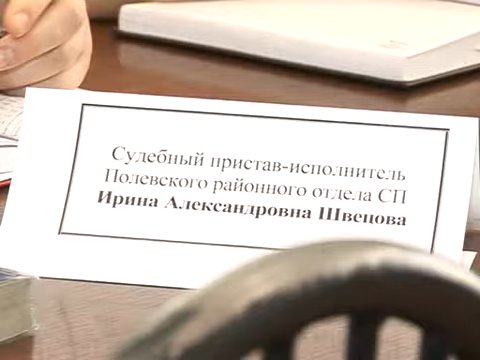 Судебный пристав-исполнитель
Полевского районного отдела СП
Ирина Александровна Швецова